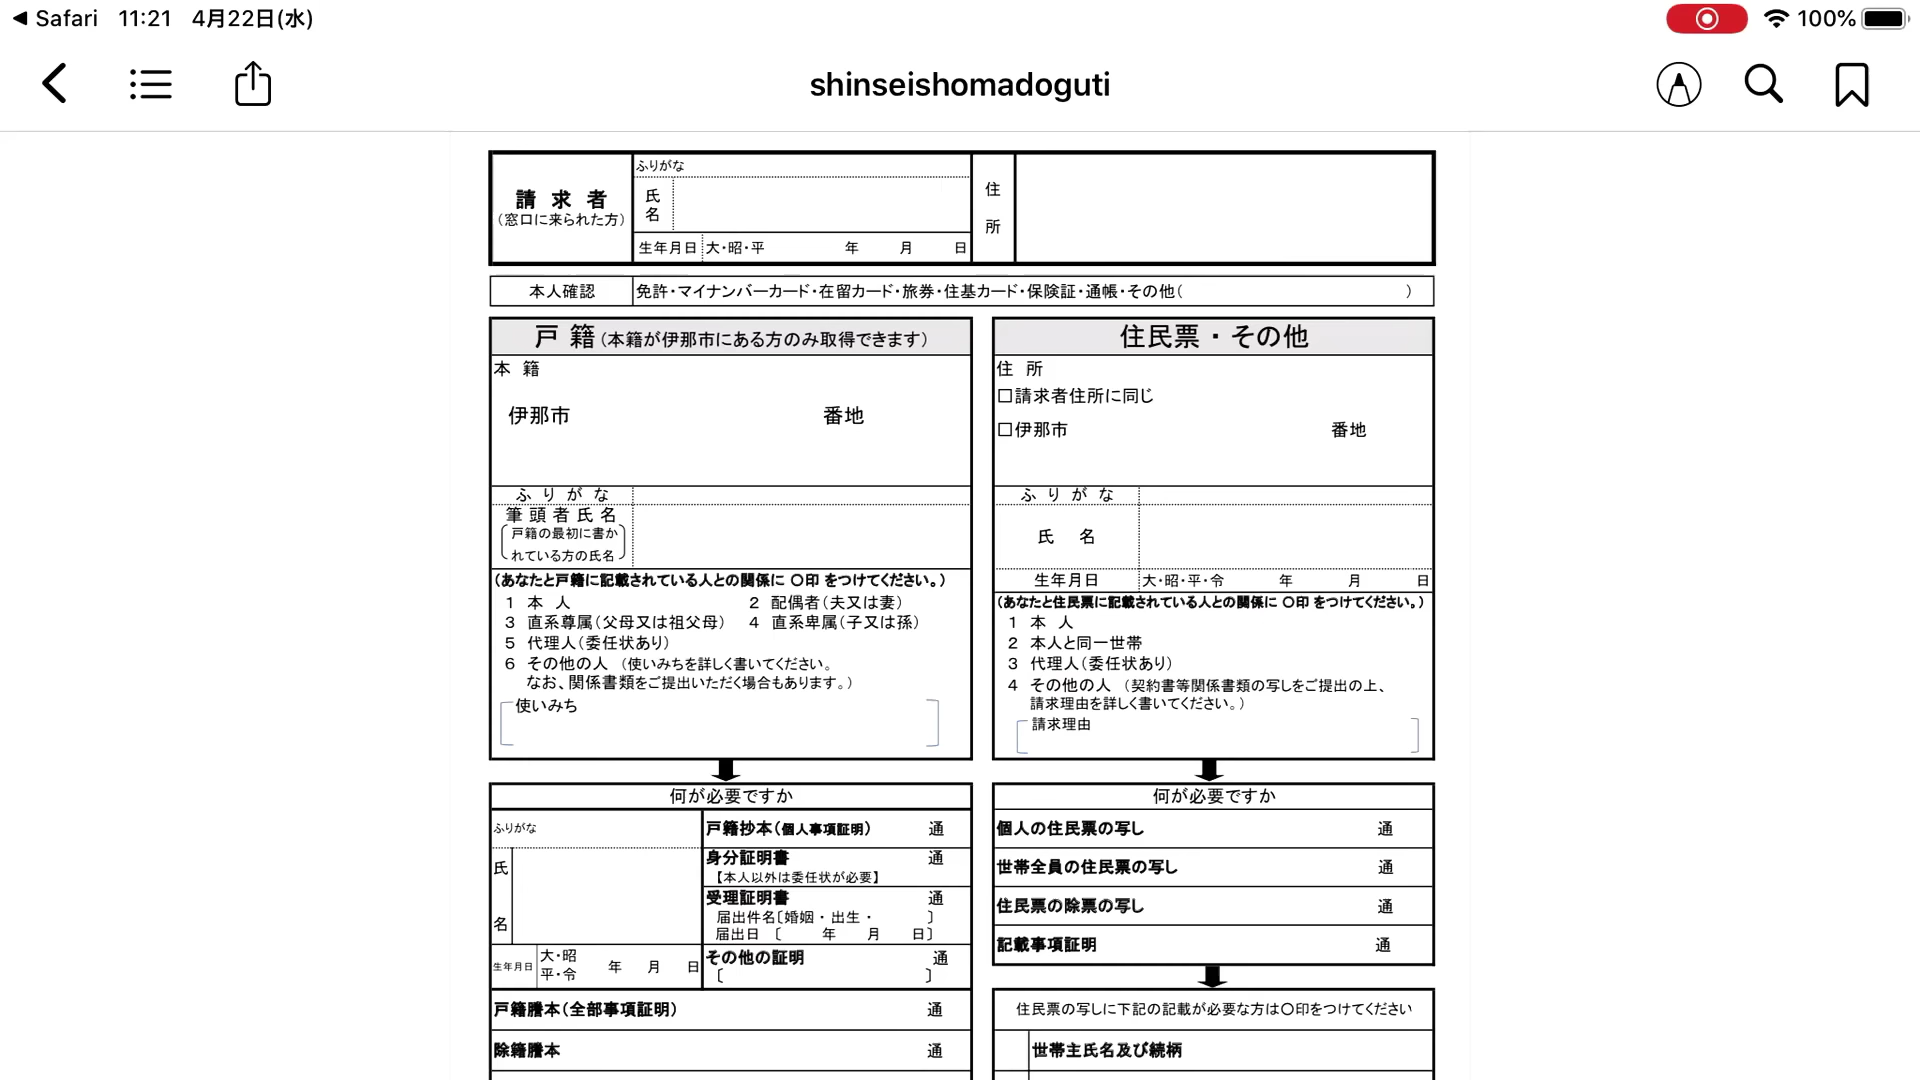 Safari 11:21 4月22日(水) 100%
shinseishomadoguti
請 求 者
（窓口に来られた方）
ふりがな
氏
名
生年月日 大・昭・平 年 月 日
住
所
本人確認 免許・マイナンバーカード・在留カード・旅券・住基カード・保険証・通帳・その他（ ）
戸 籍（本籍が伊那市にある方のみ取得できます）
本 籍
伊那市 番地
ふ り が な
筆 頭 者 氏 名
戸籍の最初に書か
れている方の氏名
（あなたと戸籍に記載されている人との関係に 〇印 をつけてください。）
1 本 人 2 配偶者（夫又は妻）
3 直系尊属（父母又は祖父母） 4 直系卑属（子又は孫）
5 代理人（委任状あり）
6 その他の人 （使いみちを詳しく書いてください。
なお、関係書類をご提出いただく場合もあります。）
使いみち
何が必要ですか
ふりがな
氏
名
生年月日 大・昭
平・令 年 月 日
戸籍抄本（個人事項証明） 通
身分証明書 通
【本人以外は委任状が必要】
受理証明書 通
届出件名〔婚姻・出生・ 〕
届出日 〔 年 月 日〕
その他の証明 通
〔 〕
戸籍謄本（全部事項証明） 通
除籍謄本 通
住民票・その他
住 所
□請求者住所に同じ
□伊那市 番地
ふ り が な
氏 名
生年月日 大・昭・平・令 年 月 日
（あなたと住民票に記載されている人との関係に 〇印 をつけてください。）
1 本 人
2 本人と同一世帯
3 代理人（委任状あり）
4 その他の人 （契約書等関係書類の写しをご提出の上、
請求理由を詳しく書いてください。）
請求理由
何が必要ですか
個人の住民票の写し 通
世帯全員の住民票の写し 通
住民票の除票の写し 通
記載事項証明 通
住民票の写しに下記の記載が必要な方は〇印をつけてください
世帯主氏名及び続柄